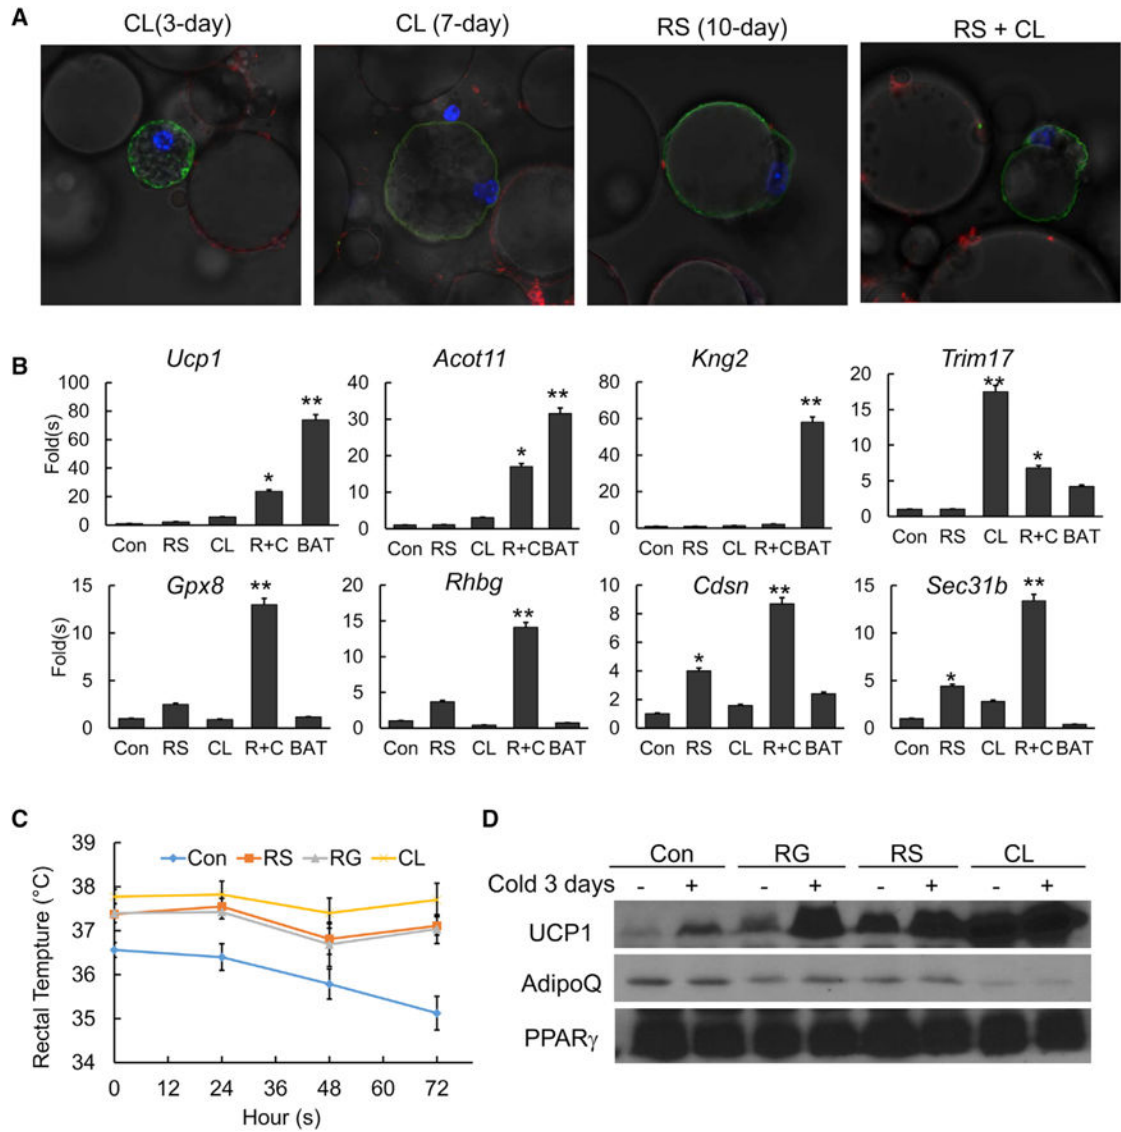 A
CL(3-day) CL (7-day) RS (10-day) RS + CL
B
Ucp1 Acot11 Kng2 Trim17
Fold(s)
100 40 80 20
80 30 60 15
60 20 40 10
40 10 20 5
20 0 0 0
0
* ** * ** ** ** *
Con RS CL R+C BAT Con RS CL R+C BAT Con RS CL R+C BAT Con RS CL R+C BAT
Gpx8 Rhbg Cdsn Sec31b
Fold(s)
15 20 10 15
10 15 8 10
5 10 6 5
0 5 4 0
0 2
0
** ** * ** * **
Con RS CL R+C BAT Con RS CL R+C BAT Con RS CL R+C BAT Con RS CL R+C BAT
C
Rectal Tempture (°C)
39
38
37
36
35
34
Con RS RG CL
0 12 24 36 48 60 72
Hour (s)
D
Con RG RS CL
Cold 3 days - + - + - + - +
UCP1
AdipoQ
PPARγ